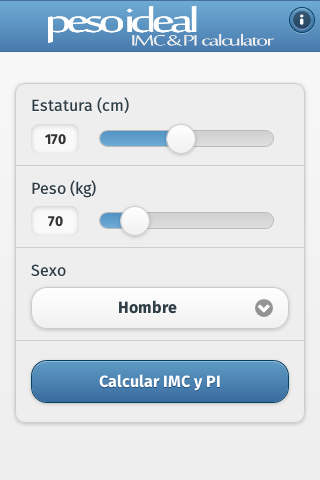 peso ideal
IMC & PI calculator
i
Estatura (cm)
170
Peso (kg)
70
Sexo
Hombre
Calcular IMC y PI